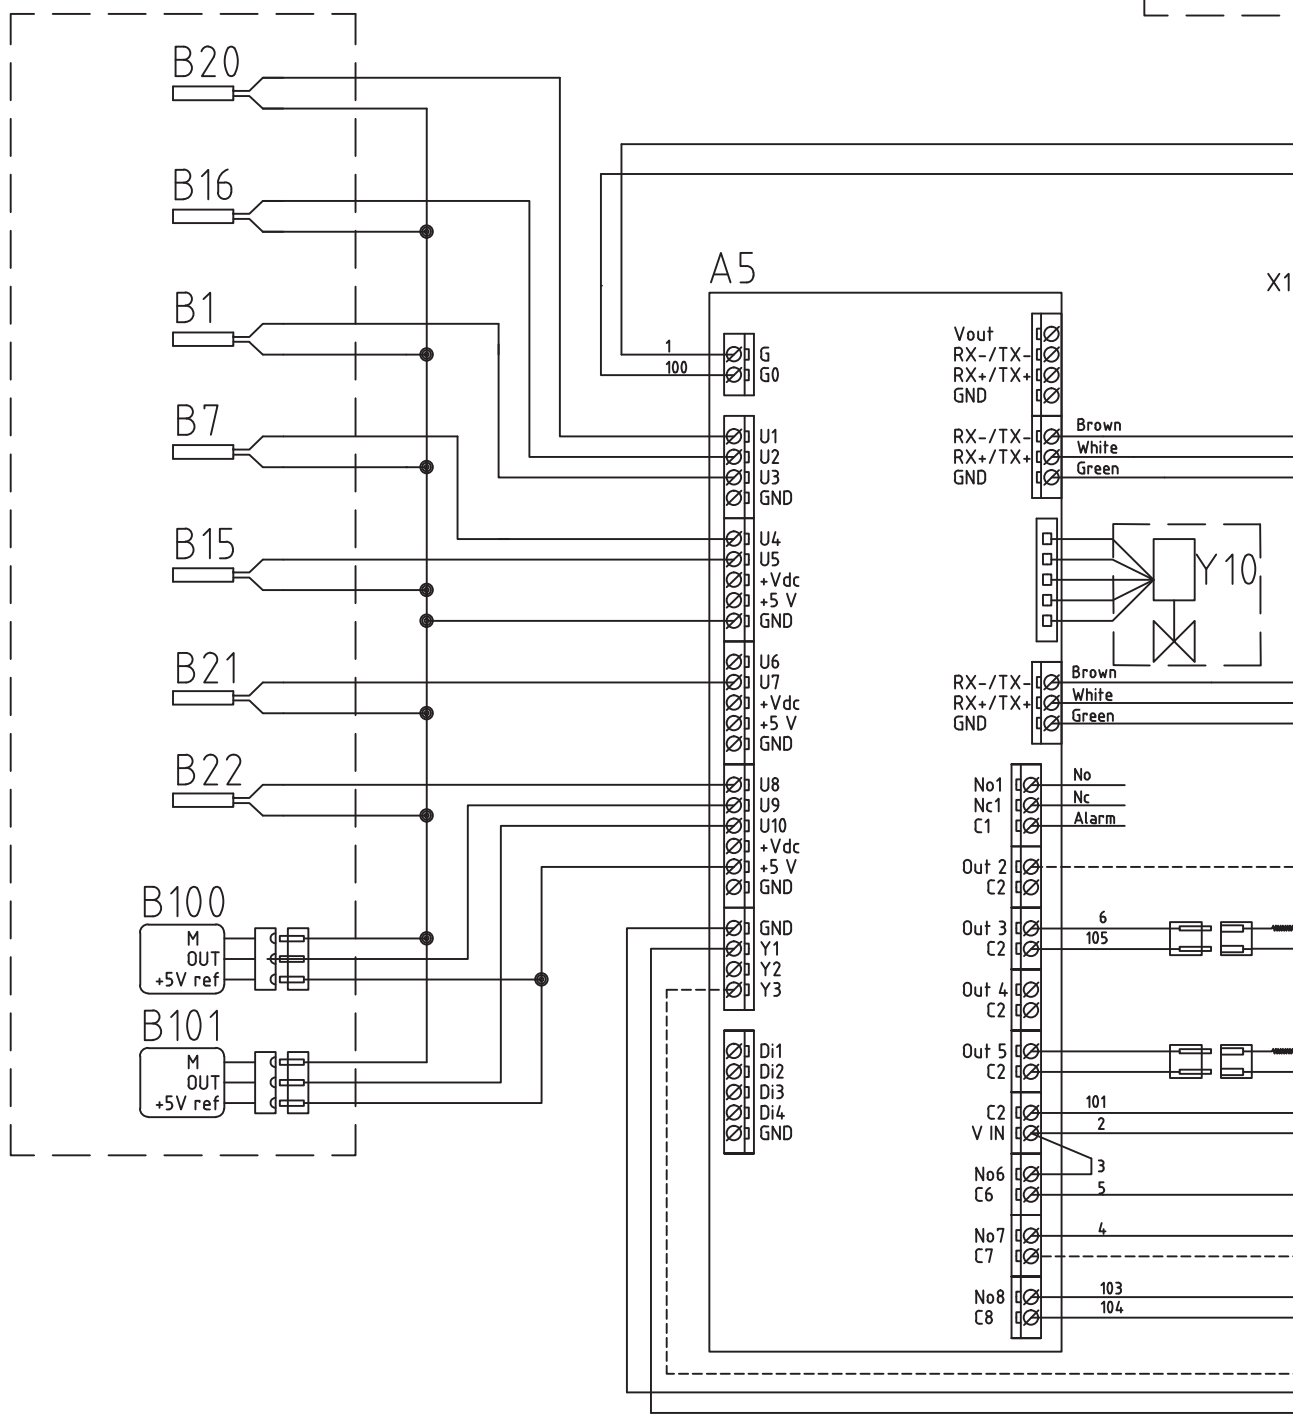 B20
B16
B1
B7
B15
B21
B22
B100
M
OUT
+5V ref
B101
M
OUT
+5V ref
A5
X1
1
100
G
G0
U1
U2
U3
GND
U4
U5
+Vdc
+5 V
GND
U6
U7
+Vdc
+5 V
GND
U8
U9
U10
+Vdc
+5 V
GND
GND
Y1
Y2
Y3
Di1
Di2
Di3
Di4
GND
Vout
RX-/TX-
RX+/TX+
GND
RX-/TX- Brown
RX+/TX+ White
GND Green
Y10
RX-/TX- Brown
RX+/TX+ White
GND Green
No1 No
Nc1 Nc
C1 Alarm
Out 2
C2
Out 3 6
C2 105
Out 4
C2
Out 5
C2
C2 101
V IN 2
No6 3
C6 5
No7 4
C7
No8 103
C8 104